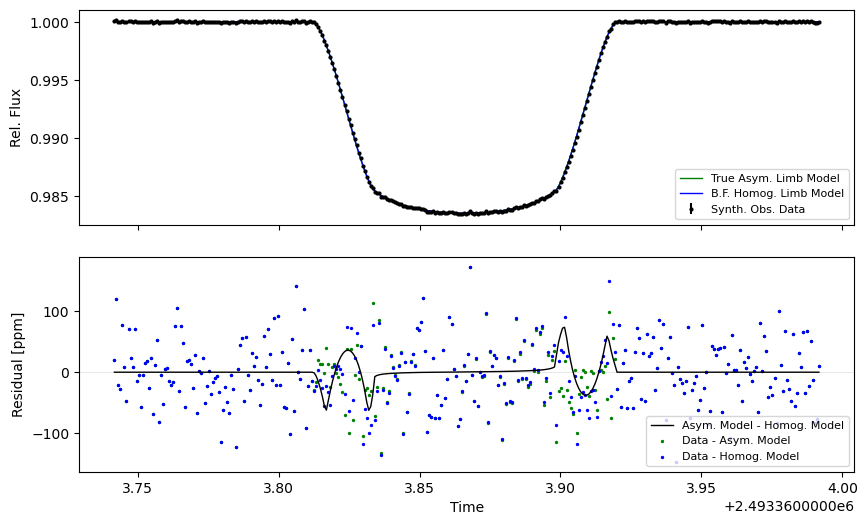 1.000
0.995
0.990
0.985
Rel. Flux
True Asym. Limb Model
B.F. Homog. Limb Model
Synth. Obs. Data
100
0
−100
Residual [ppm]
Asym. Model - Homog. Model
Data - Asym. Model
Data - Homog. Model
3.75
3.80
3.85
3.90
3.95
4.00
Time
+2.4933600000e6